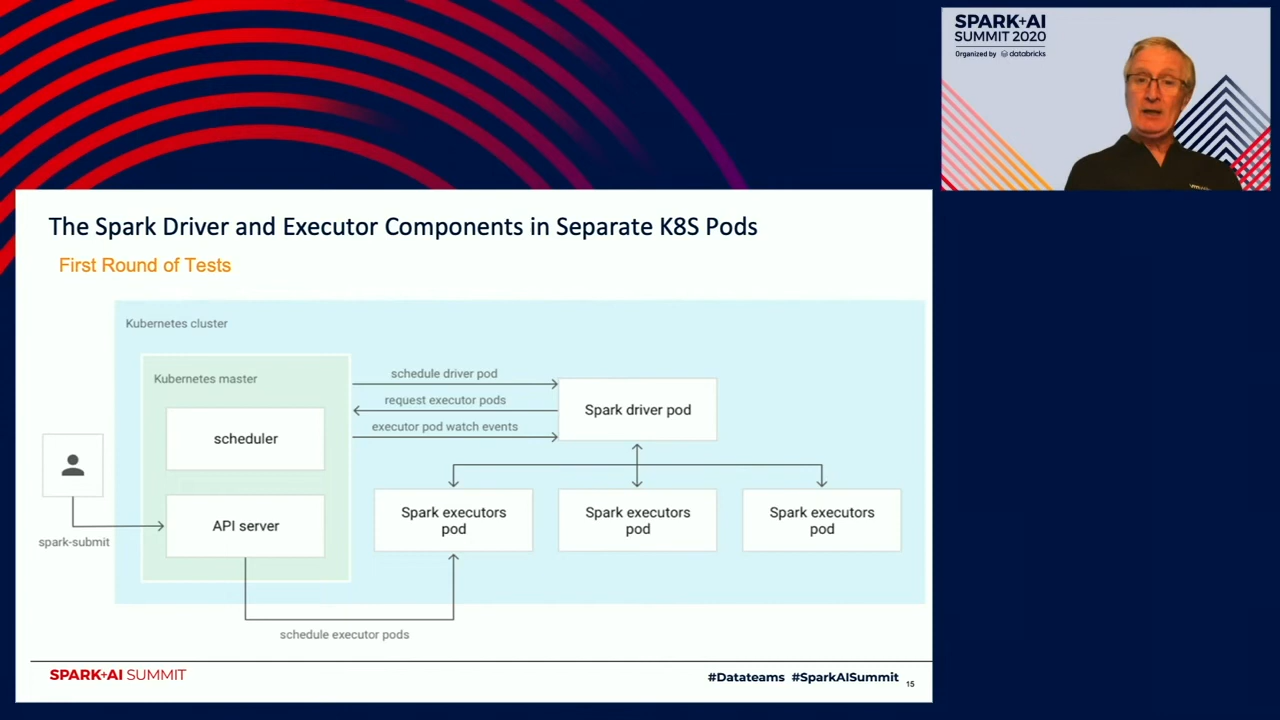 SPARK+AI
SUMMIT 2020
Organized by databricks
The Spark Driver and Executor Components in Separate K8S Pods
First Round of Tests
Kubernetes cluster
Kubernetes master
scheduler
API server
spark-submit
schedule driver pod
request executor pods
executor pod watch events
Spark driver pod
Spark executors
pod
Spark executors
pod
Spark executors
pod
schedule executor pods
SPARK+AI SUMMIT
#Datateams #SparkAISummit
15